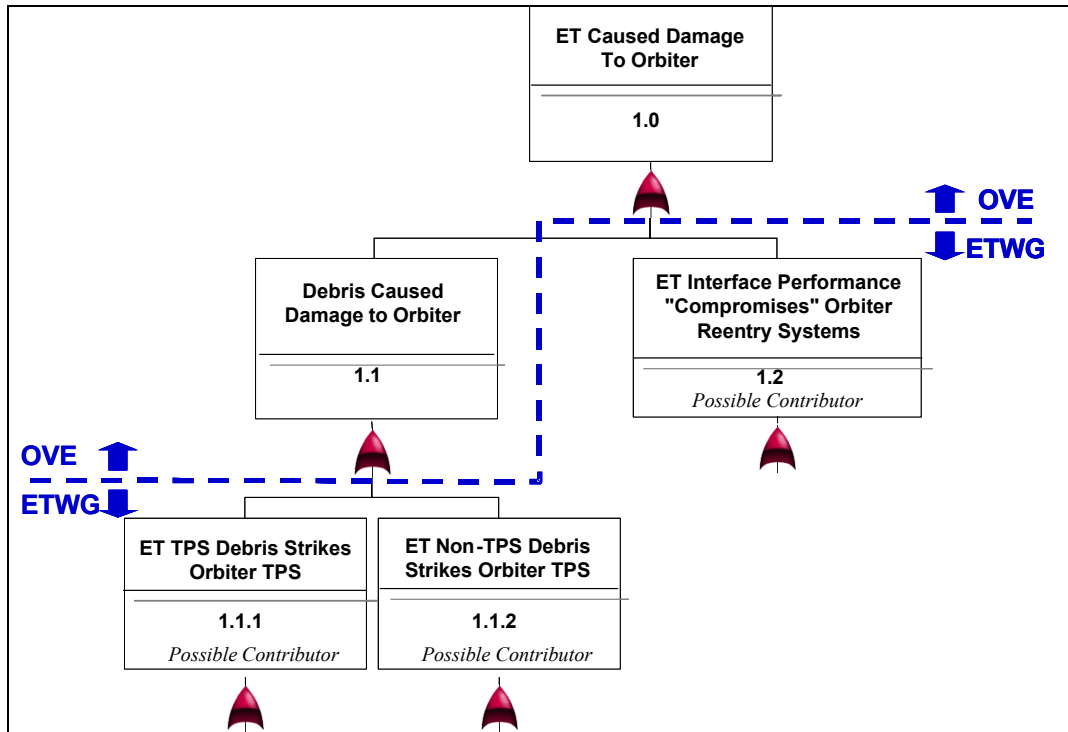 ET Caused Damage
To Orbiter
1.0
OVE
ETWG
Debris Caused
Damage to Orbiter
1.1
ET Interface Performance
"Compromises" Orbiter
Reentry Systems
1.2
Possible Contributor
OVE
ETWG
ET TPS Debris Strikes
Orbiter TPS
1.1.1
Possible Contributor
ET Non-TPS Debris
Strikes Orbiter TPS
1.1.2
Possible Contributor